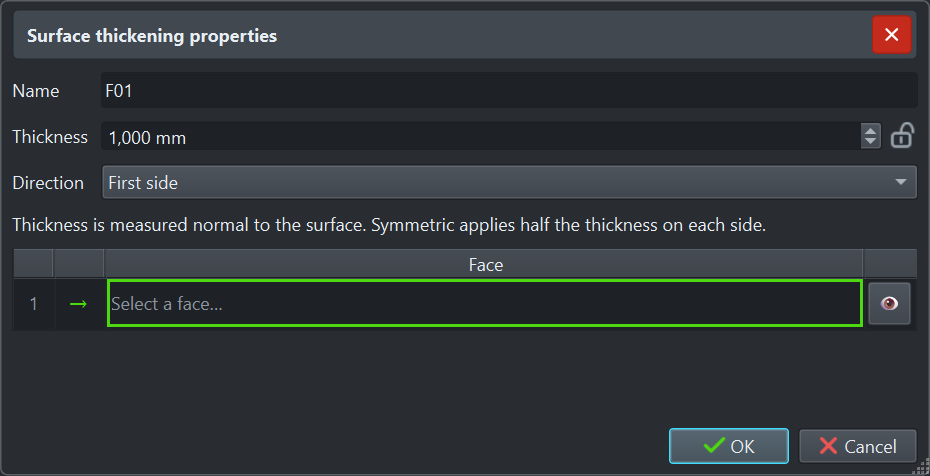 Surface thickening properties
Name F01
Thickness 1,000 mm
Direction First side
Thickness is measured normal to the surface. Symmetric applies half the thickness on each side.
Face
1 → Select a face...
OK Cancel